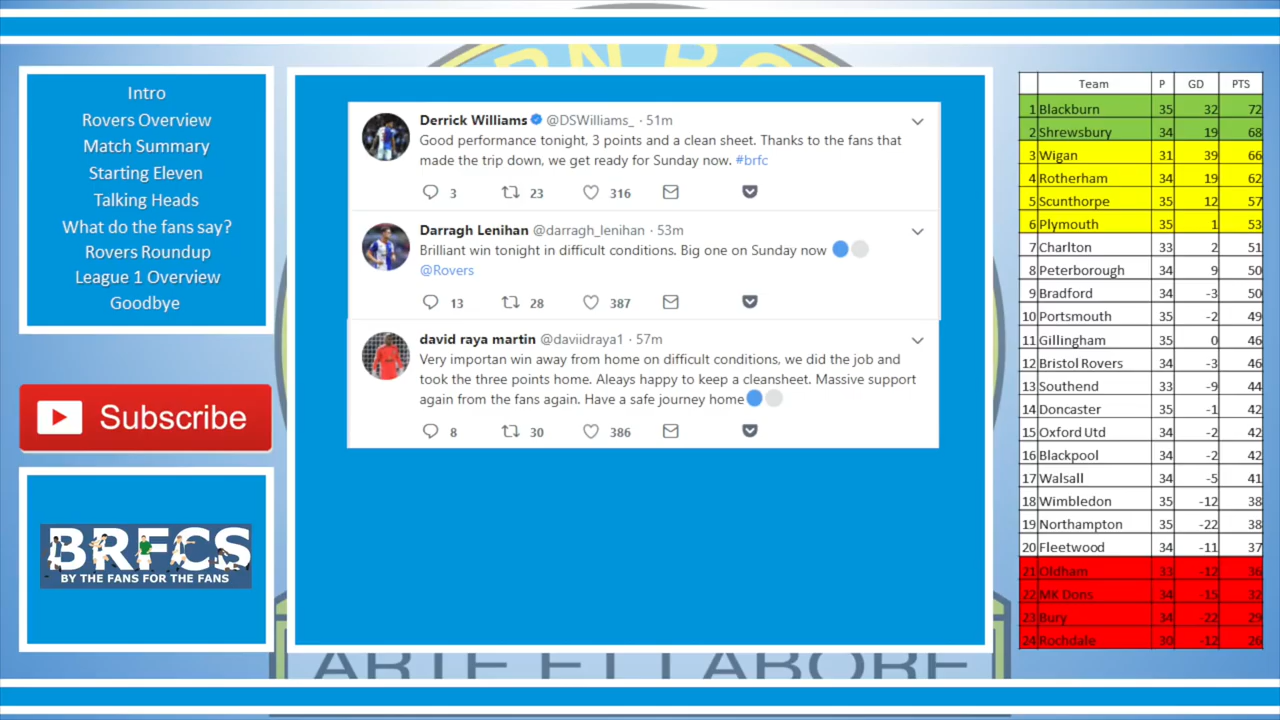 RN RO
Intro
Rovers Overview
Match Summary
Starting Eleven
Talking Heads
What do the fans say?
Rovers Roundup
League 1 Overview
Goodbye
Subscribe
BRFCS
BY THE FANS FOR THE FANS
Derrick Williams @DSWilliams_ · 51m
Good performance tonight, 3 points and a clean sheet. Thanks to the fans that
made the trip down, we get ready for Sunday now. #brfc
3 23 316
Darragh Lenihan @darragh_lenihan · 53m
Brilliant win tonight in difficult conditions. Big one on Sunday now
@Rovers
13 28 387
david raya martin @daviidraya1 · 57m
Very importan win away from home on difficult conditions, we did the job and
took the three points home. Aleays happy to keep a cleansheet. Massive support
again from the fans again. Have a safe journey home
8 30 386
Team P GD PTS
1 Blackburn 35 32 72
2 Shrewsbury 34 19 68
3 Wigan 31 39 66
4 Rotherham 34 19 62
5 Scunthorpe 35 12 57
6 Plymouth 35 1 53
7 Charlton 33 2 51
8 Peterborough 34 9 50
9 Bradford 34 -3 50
10 Portsmouth 35 -2 49
11 Gillingham 35 0 46
12 Bristol Rovers 34 -3 46
13 Southend 33 -9 44
14 Doncaster 35 -1 42
15 Oxford Utd 34 -2 42
16 Blackpool 34 -2 42
17 Walsall 34 -5 41
18 Wimbledon 35 -12 38
19 Northampton 35 -22 38
20 Fleetwood 34 -11 37
21 Oldham 33 -12 36
22 MK Dons 34 -15 32
23 Bury 34 -22 29
24 Rochdale 30 -12 26
ARTE ET LABORE